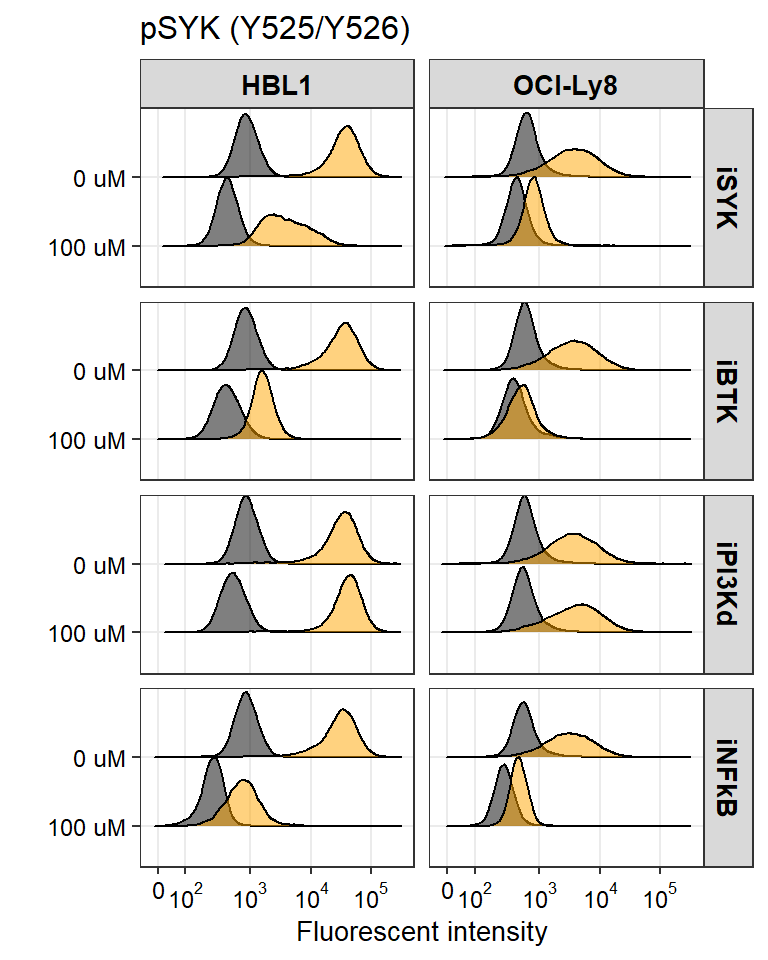 pSYK (Y525/Y526)
HBL1 OCI-Ly8
0 uM
100 uM
iSYK
0 uM
100 uM
iBTK
0 uM
100 uM
iPI3Kd
0 uM
100 uM
iNFkB
0 10² 10³ 10⁴ 10⁵ 0 10² 10³ 10⁴ 10⁵
Fluorescent intensity